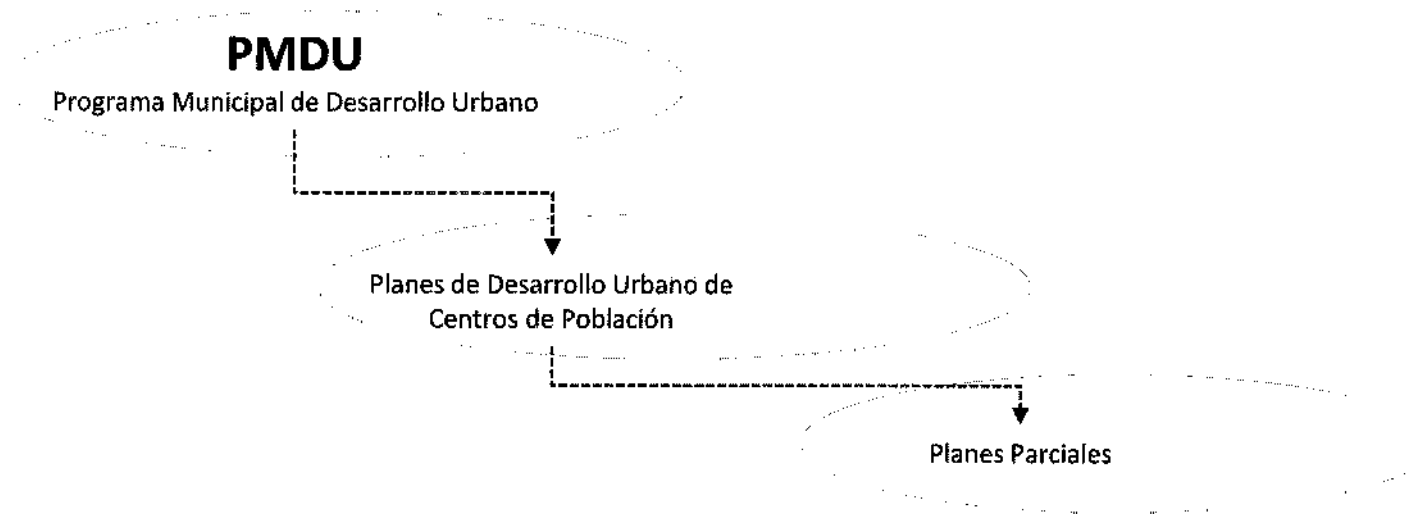 PMDU
Programa Municipal de Desarrollo Urbano
Planes de Desarrollo Urbano de
Centros de Población
Planes Parciales